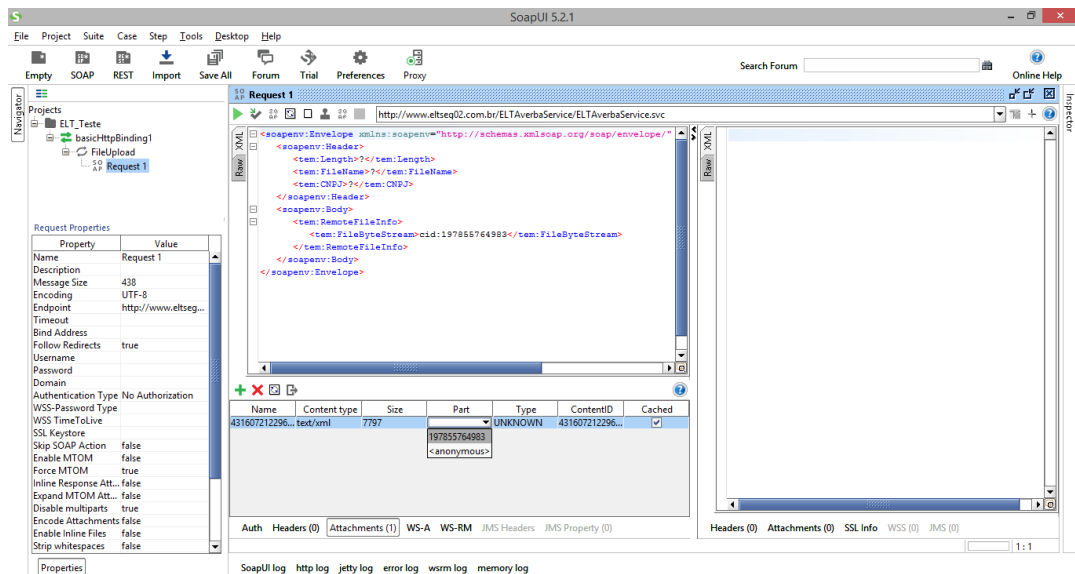 SoapUI 5.2.1
File Project Suite Case Step Tools Desktop Help
Empty SOAP REST Import Save All Forum Trial Preferences Proxy
Search Forum
Online Help
Navigator
Projects
ELT_Teste
basicHttpBinding1
FileUpload
SO AP Request 1
Request Properties
Property Value
Name Request 1
Description
Message Size 438
Encoding UTF-8
Endpoint http://www.eltseg...
Timeout
Bind Address
Follow Redirects true
Username
Password
Domain
Authentication Type No Authorization
WSS-Password Type
WSS TimeToLive
SSL Keystore
Skip SOAP Action false
Enable MTOM false
Force MTOM true
Inline Response Att... false
Expand MTOM Att... false
Disable multiparts true
Encode Attachments false
Enable Inline Files false
Strip whitespaces false
Properties
SO AP Request 1
http://www.eltseq02.com.br/ELTAverbaService/ELTAverbaService.svc
XML
Raw
<soapenv:Envelope xmlns:soapenv="http://schemas.xmlsoap.org/soap/envelope/"
<soapenv:Header>
<tem:Length>?</tem:Length>
<tem:FileName>?</tem:FileName>
<tem:CNPJ>?</tem:CNPJ>
</soapenv:Header>
<soapenv:Body>
<tem:RemoteFileInfo>
<tem:FileByteStream>cid:197855764983</tem:FileByteStream>
</tem:RemoteFileInfo>
</soapenv:Body>
</soapenv:Envelope>
Name Content type Size Part Type ContentID Cached
431607212296... text/xml 7797 UNKNOWN 431607212296...
197855764983
<anonymous>
Auth Headers (0) Attachments (1) WS-A WS-RM JMS Headers JMS Property (0)
XML
Raw
Headers (0) Attachments (0) SSL Info WSS (0) JMS (0)
1 : 1
Inspector
SoapUI log http log jetty log error log wsrm log memory log